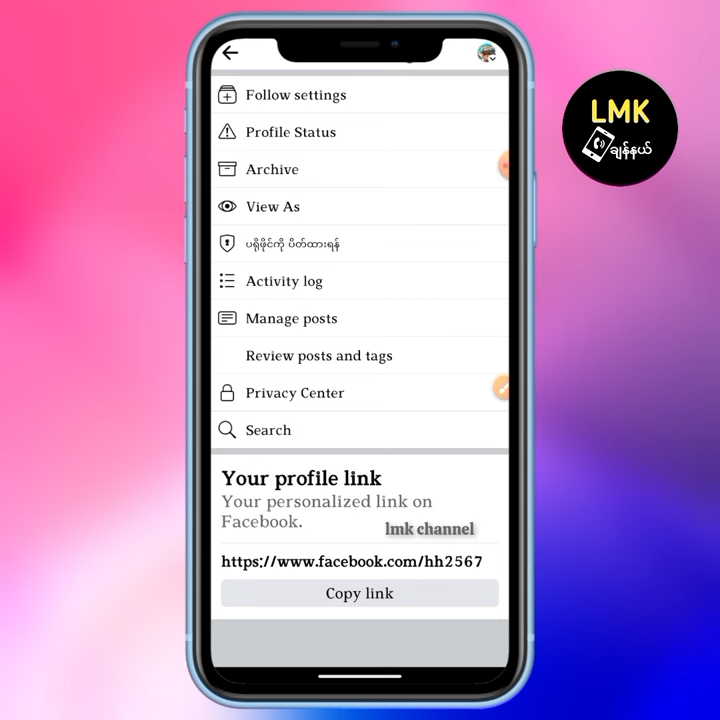 Follow settings
Profile Status
Archive
View As
ပရိုဖိုင်ကို ပိတ်ထားရန်
Activity log
Manage posts
Review posts and tags
Privacy Center
Search
Your profile link
Your personalized link on
Facebook.
lmk channel
https://www.facebook.com/hh2567
Copy link
LMK
ချန်နယ်